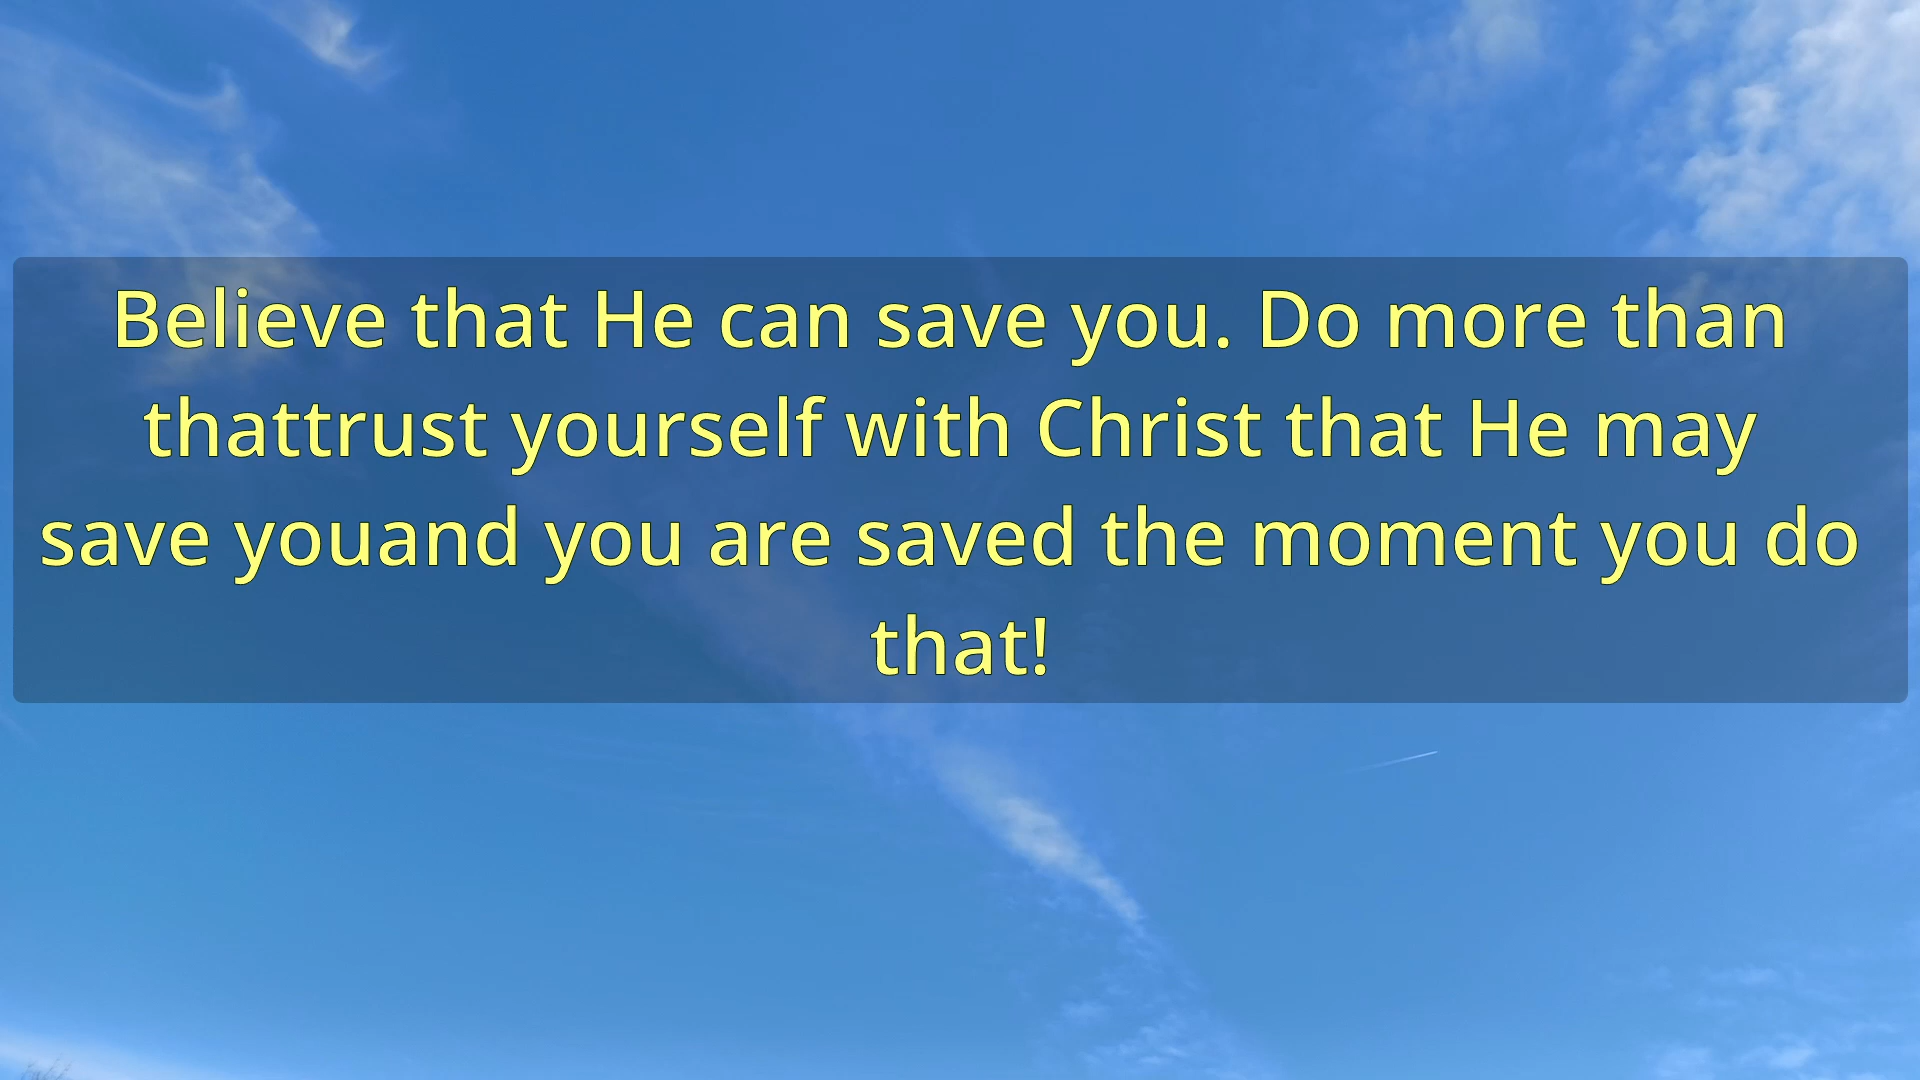 Believe that He can save you. Do more than
thattrust yourself with Christ that He may
save youand you are saved the moment you do
that!